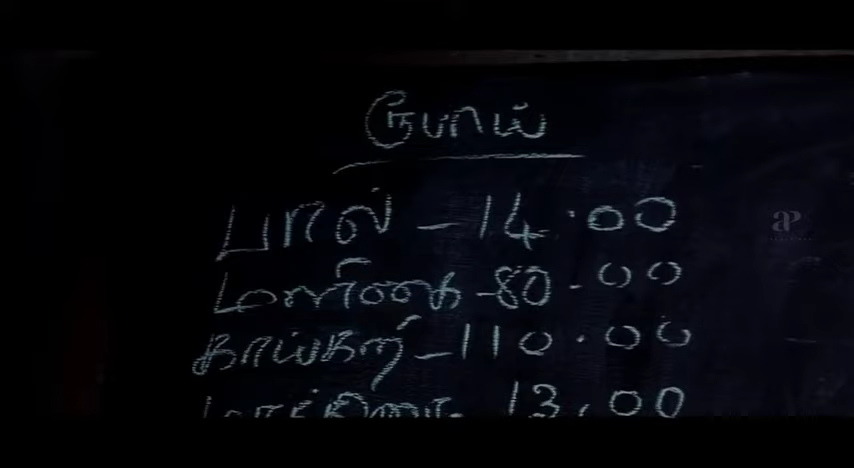 ரூபாய்
பால் - 14.00
மளிகை - 80.00
காய்கறி - 110.00
13.00